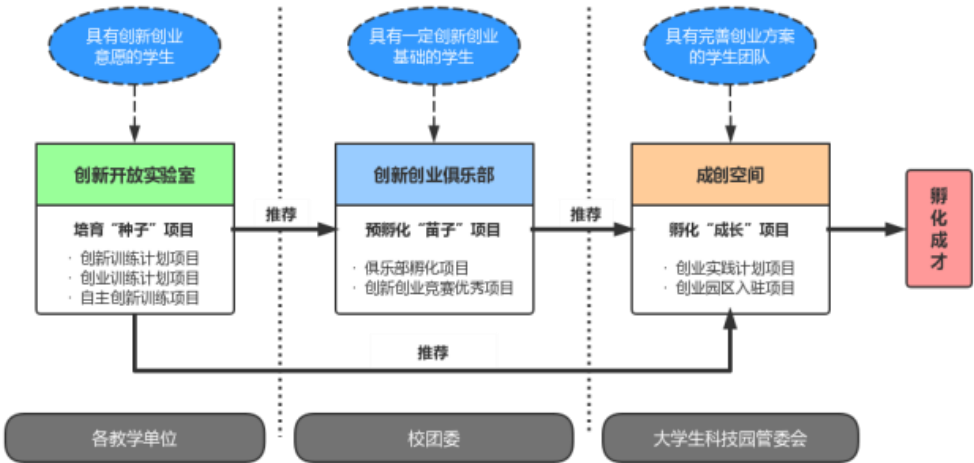 具有创新创业
意愿的学生
具有一定创新创业
基础的学生
具有完善创业方案
的学生团队
创新开放实验室
培育“种子”项目
· 创新训练计划项目
· 创业训练计划项目
· 自主创新训练项目
推荐
创新创业俱乐部
预孵化“苗子”项目
· 俱乐部孵化项目
· 创新创业竞赛优秀项目
推荐
成创空间
孵化“成长”项目
· 创业实践计划项目
· 创业园区入驻项目
孵化成才
推荐
各教学单位
校团委
大学生科技园管委会